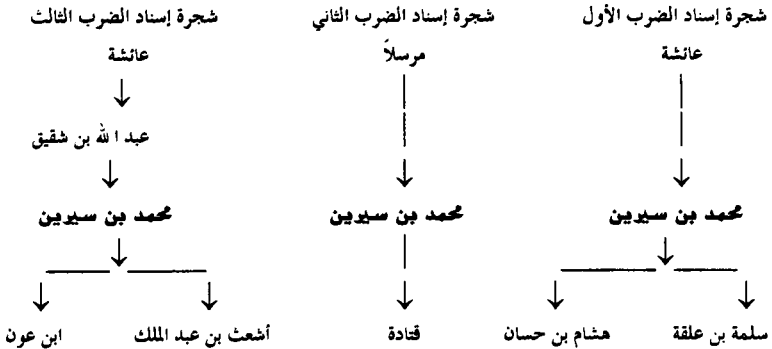 شجرة إسناد الضرب الأول
عائشة
محمد بن سيرين
سلمة بن علقة
هشام بن حسان
شجرة إسناد الضرب الثاني
مرسلاً
محمد بن سيرين
قتادة
شجرة إسناد الضرب الثالث
عائشة
عبد الله بن شقيق
محمد بن سيرين
أشعث بن عبد الملك
ابن عون